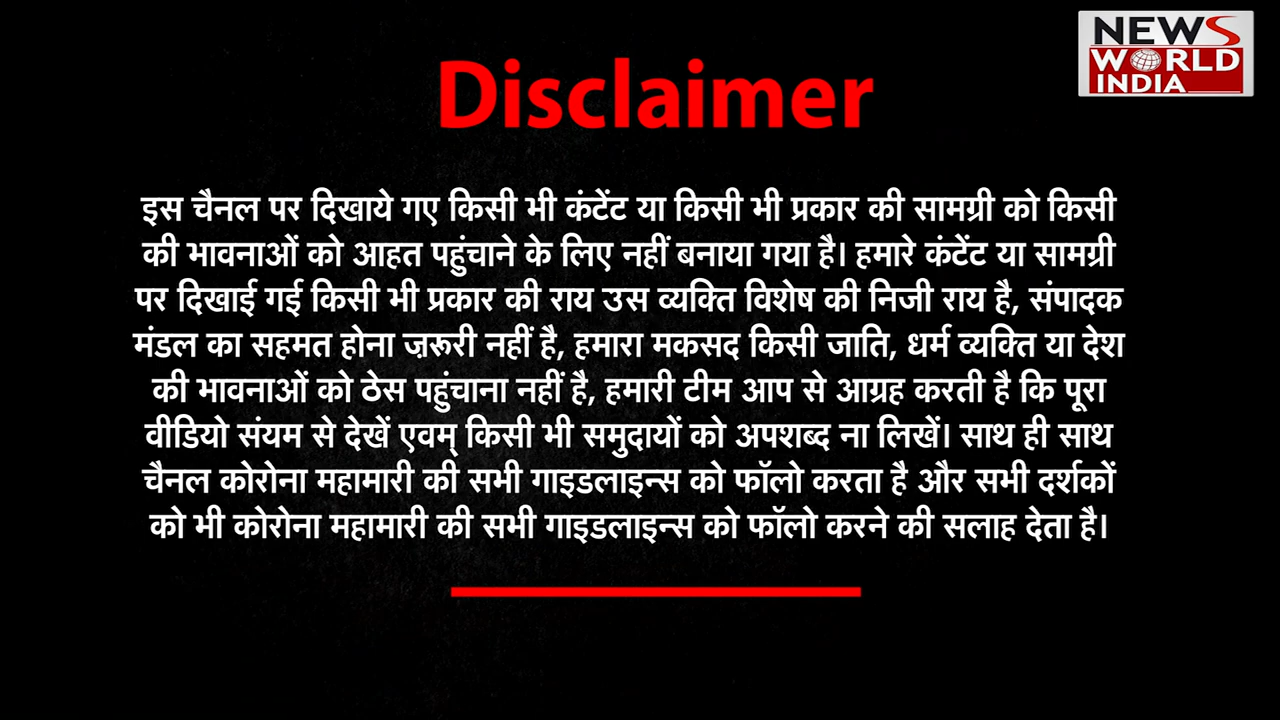 NEWS
WORLD
INDIA
Disclaimer
इस चैनल पर दिखाये गए किसी भी कंटेंट या किसी भी प्रकार की सामग्री को किसी
की भावनाओं को आहत पहुंचाने के लिए नहीं बनाया गया है। हमारे कंटेंट या सामग्री
पर दिखाई गई किसी भी प्रकार की राय उस व्यक्ति विशेष की निजी राय है, संपादक
मंडल का सहमत होना ज़रूरी नहीं है, हमारा मकसद किसी जाति, धर्म व्यक्ति या देश
की भावनाओं को ठेस पहुंचाना नहीं है, हमारी टीम आप से आग्रह करती है कि पूरा
वीडियो संयम से देखें एवम् किसी भी समुदायों को अपशब्द ना लिखें। साथ ही साथ
चैनल कोरोना महामारी की सभी गाइडलाइन्स को फॉलो करता है और सभी दर्शकों
को भी कोरोना महामारी की सभी गाइडलाइन्स को फॉलो करने की सलाह देता है।